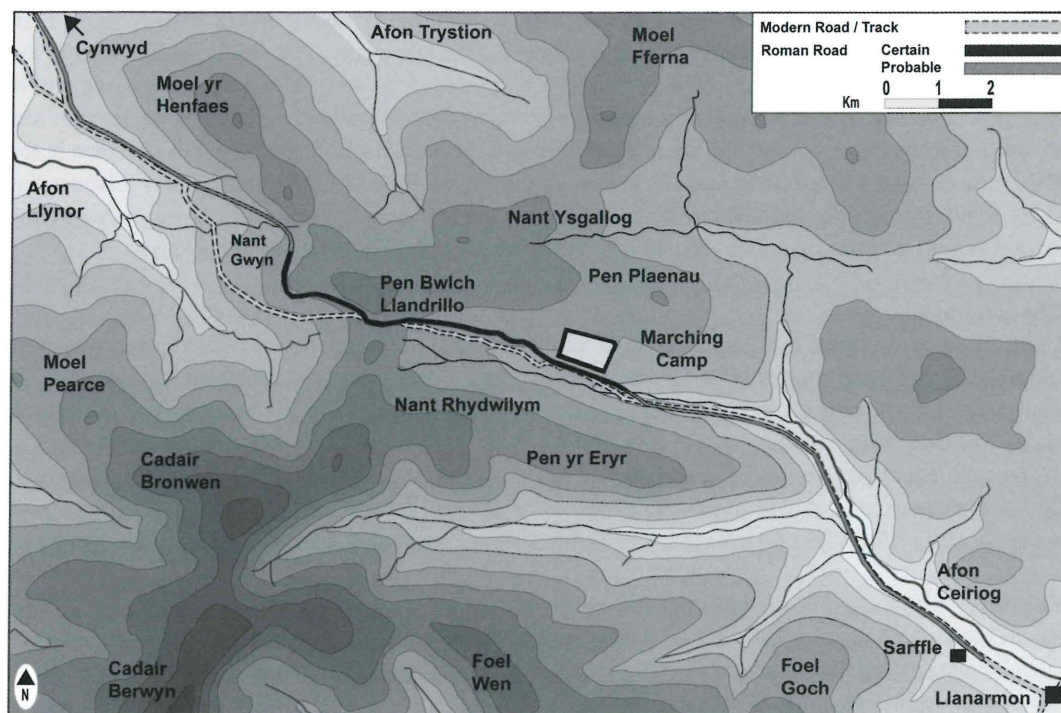 Cynwyd
Afon Trystion
Moel
Fferna
Modern Road / Track
Roman Road Certain
Probable
Km 0 1 2
Moel yr
Henfaes
Afon
Llynor
Nant
Gwyn
Nant Ysgallog
Pen Bwlch
Llandrillo
Pen Plaenau
Marching
Camp
Moel
Pearce
Nant Rhydwilym
Cadair
Bronwen
Pen yr Eryr
Afon
Ceiriog
Sarffle
Cadair
Berwyn
Foel
Wen
Foel
Goch
Llanarmon
N